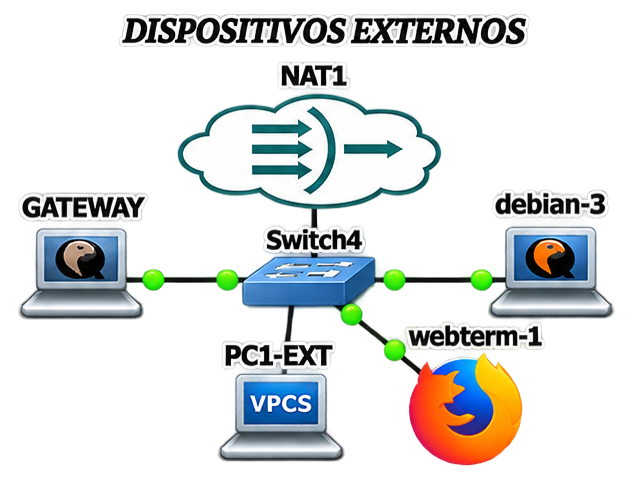 DISPOSITIVOS EXTERNOS
NAT1
GATEWAY
debian-3
Switch4
webterm-1
PC1-EXT
VPCS